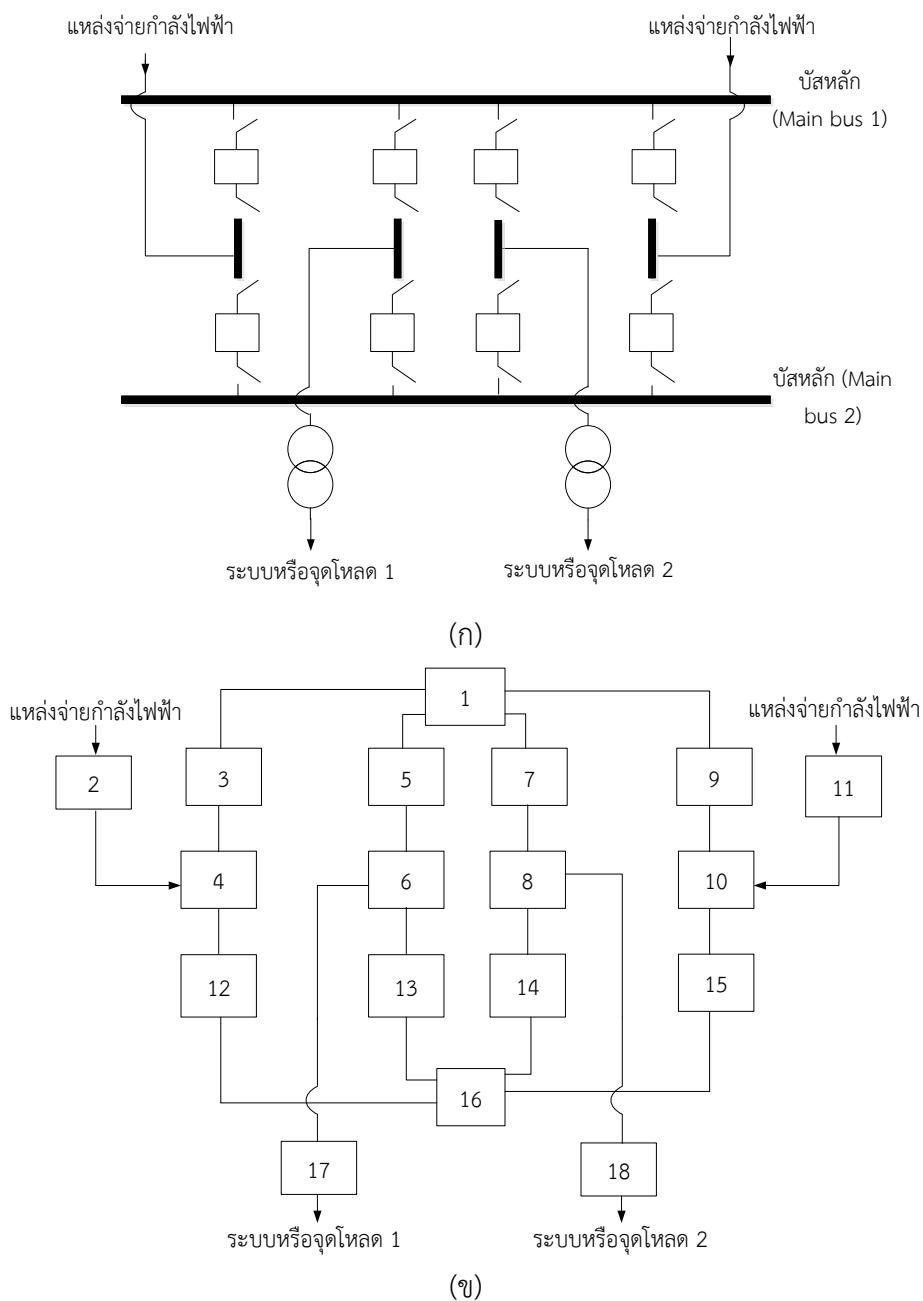 แหล่งจ่ายกำลังไฟฟ้า
แหล่งจ่ายกำลังไฟฟ้า
บัสหลัก
(Main bus 1)
บัสหลัก (Main
bus 2)
ระบบหรือจุดโหลด 1
ระบบหรือจุดโหลด 2
(ก)
1
แหล่งจ่ายกำลังไฟฟ้า
แหล่งจ่ายกำลังไฟฟ้า
2
3
5
7
9
11
4
6
8
10
12
13
14
15
16
17
18
ระบบหรือจุดโหลด 1
ระบบหรือจุดโหลด 2
(ข)